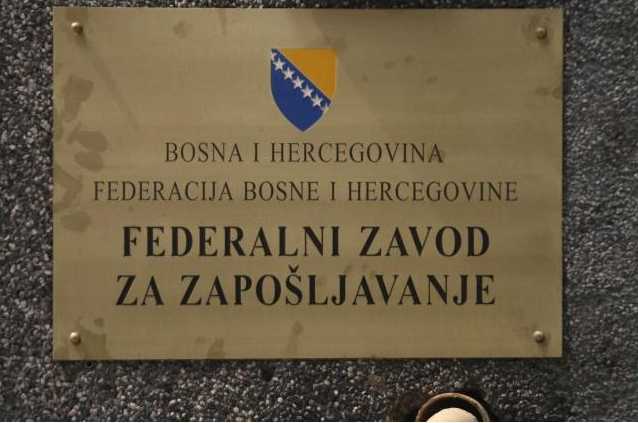 BOSNA I HERCEGOVINA
FEDERACIJA BOSNE I HERCEGOVINE
FEDERALNI ZAVOD
ZA ZAPOŠLJAVANJE